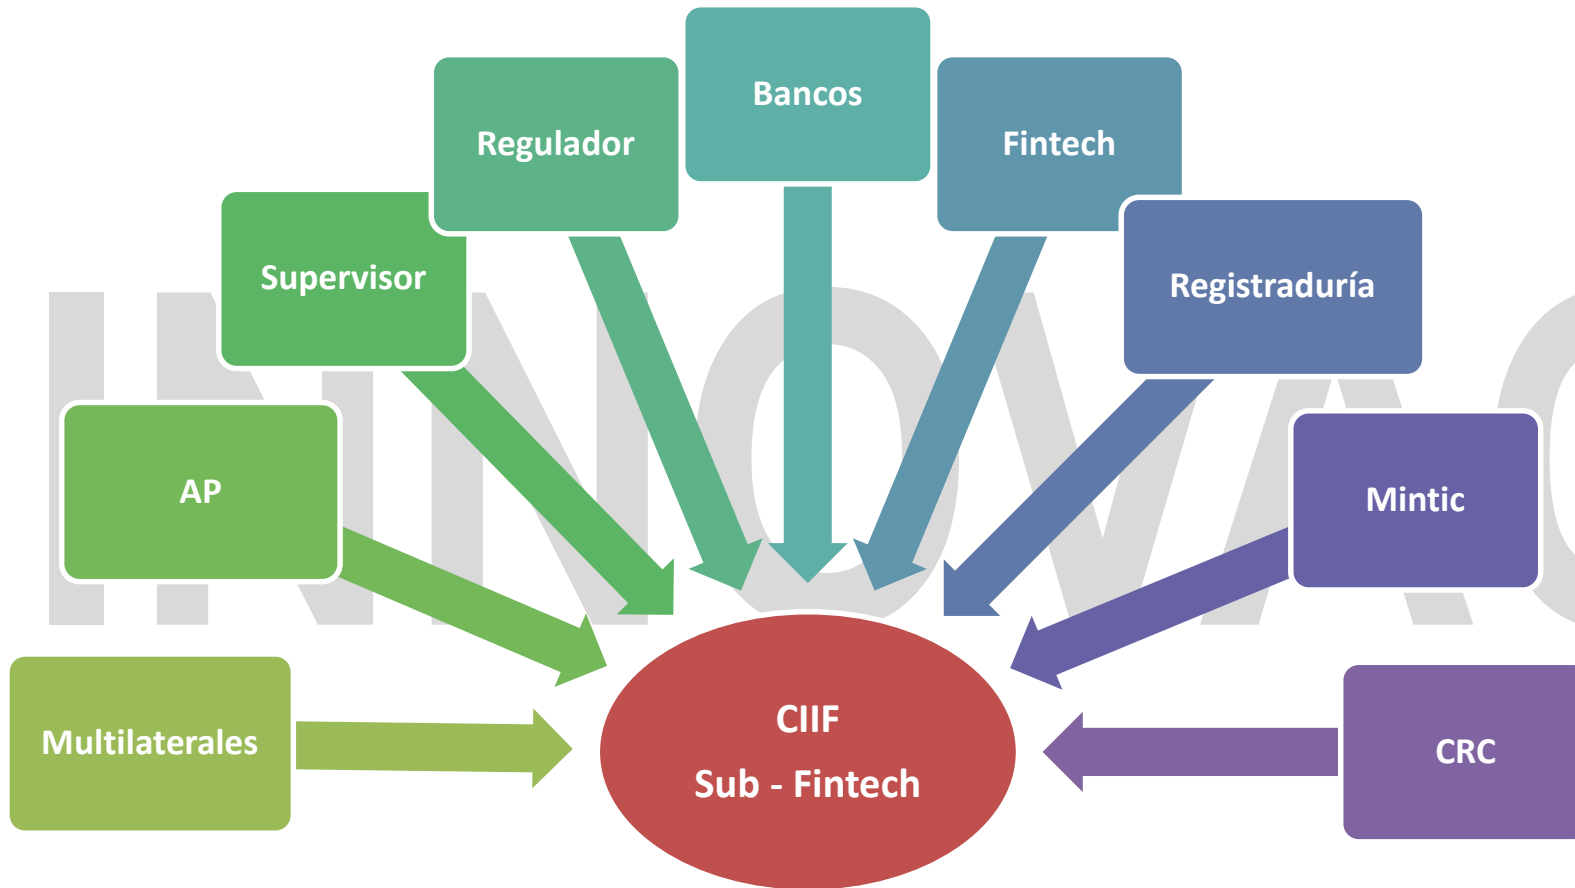 Bancos
Regulador
Fintech
Supervisor
Registraduría
AP
Mintic
Multilaterales
CIIF
Sub - Fintech
CRC